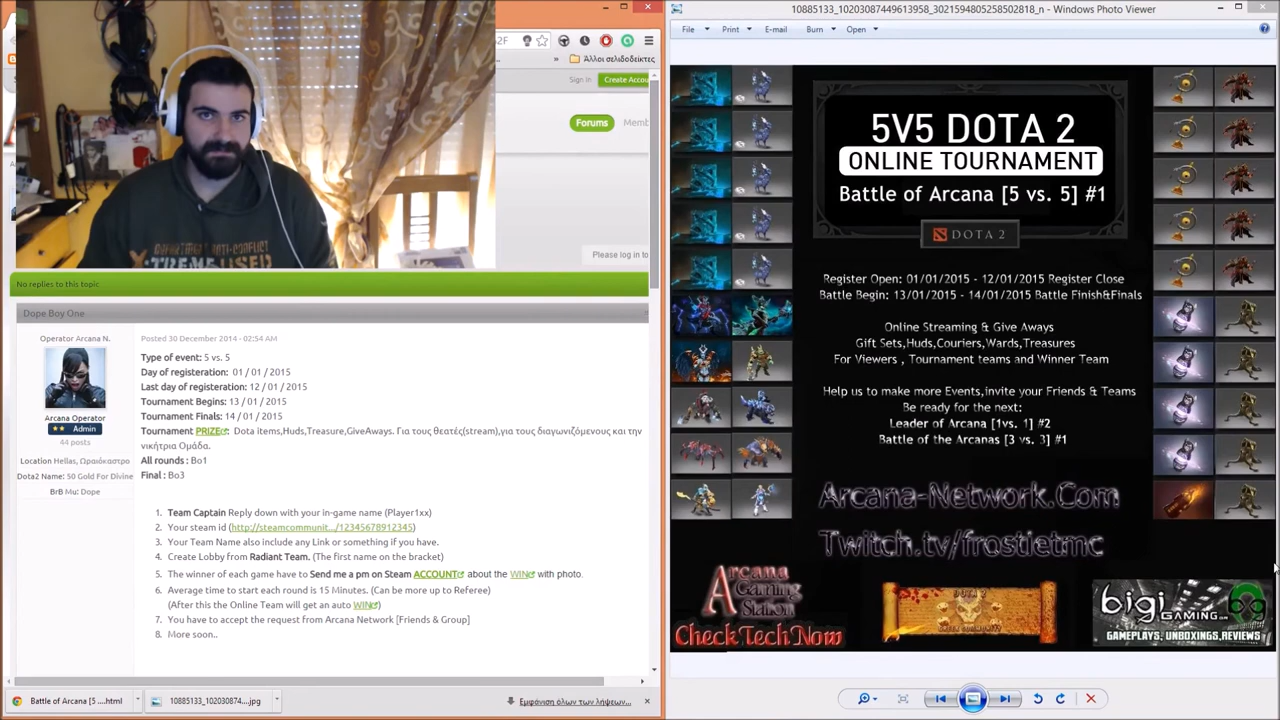 10885133_10203087449613958_3021594805258502818_n - Windows Photo Viewer
File Print E-mail Burn Open
Άλλοι σελιδοδείκτες
Sign In Create Accou
Forums Memb
Please log in to
No replies to this topic
Dope Boy One
Operator Arcana N.
Arcana Operator
Admin
44 posts
Location Hellas, Ωραιόκαστρο
Dota2 Name: 50 Gold For Divine
BrB Mu: Dope
Posted 30 December 2014 - 02:54 AM
Type of event: 5 vs. 5
Day of registeration: 01 / 01 / 2015
Last day of registeration: 12 / 01 / 2015
Tournament Begins: 13 / 01 / 2015
Tournament Finals: 14 / 01 / 2015
Tournament PRIZE: Dota items,Huds,Treasure,GiveAways. Για τους θεατές(stream),για τους διαγωνιζόμενους και την
νικήτρια Ομάδα.
All rounds : Bo1
Final : Bo3
1. Team Captain Reply down with your in-game name (Player1xx)
2. Your steam id (http://steamcommunit.../12345678912345)
3. Your Team Name also include any Link or something if you have.
4. Create Lobby from Radiant Team. (The first name on the bracket)
5. The winner of each game have to Send me a pm on Steam ACCOUNT about the WIN with photo.
6. Average time to start each round is 15 Minutes. (Can be more up to Referee)
(After this the Online Team will get an auto WIN)
7. You have to accept the request from Arcana Network [Friends & Group]
8. More soon..
Battle of Arcana [5 ....html
10885133_102030874....jpg
Εμφάνιση όλων των λήψεων...
5V5 DOTA 2
ONLINE TOURNAMENT
Battle of Arcana [5 vs. 5] #1
DOTA 2
Register Open: 01/01/2015 - 12/01/2015 Register Close
Battle Begin: 13/01/2015 - 14/01/2015 Battle Finish&Finals
Online Streaming & Give Aways
Gift Sets,Huds,Couriers,Wards,Treasures
For Viewers , Tournament teams and Winner Team
Help us to make more Events,invite your Friends & Teams
Be ready for the next:
Leader of Arcana [1vs. 1] #2
Battle of the Arcanas [3 vs. 3] #1
Arcana-Network.Com
Twitch.tv/frostietmc
Arcana
Gaming
Station
CheckTechNow
DOTA 2
bigi
GAMING.GR
GAMEPLAYS, UNBOXINGS,REVIEWS